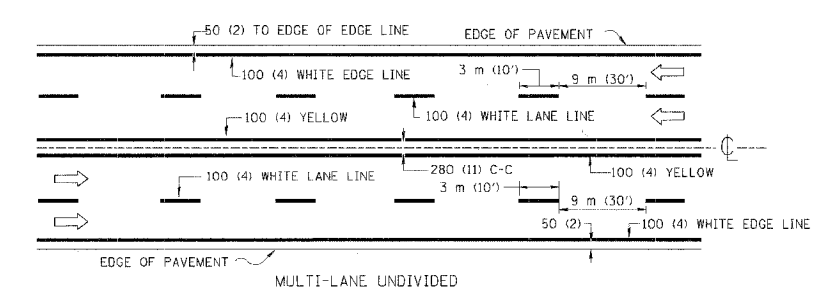 50 (2) TO EDGE OF EDGE LINE
EDGE OF PAVEMENT
100 (4) WHITE EDGE LINE
3 m (10')
9 m (30')
100 (4) YELLOW
100 (4) WHITE LANE LINE
℄
100 (4) WHITE LANE LINE
280 (11) C-C
100 (4) YELLOW
3 m (10')
9 m (30')
50 (2)
100 (4) WHITE EDGE LINE
EDGE OF PAVEMENT
MULTI-LANE UNDIVIDED